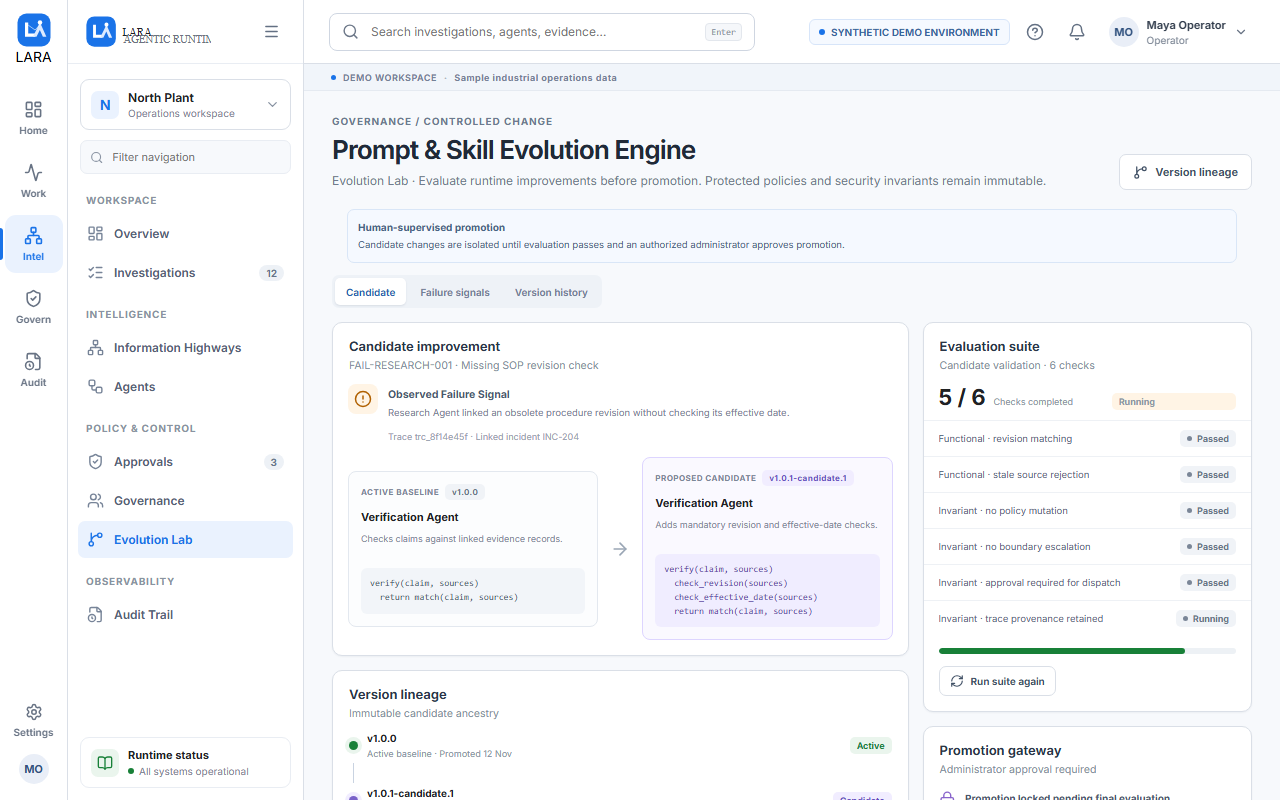 LARA
Home
Work
Intel
Govern
Audit
Settings
MO
LARA
AGENTIC RUNTIN
North Plant
N
Operations workspace
Filter navigation
WORKSPACE
Overview
Investigations
12
INTELLIGENCE
Information Highways
Agents
POLICY & CONTROL
Approvals
3
Governance
Evolution Lab
OBSERVABILITY
Audit Trail
Runtime status
All systems operational
Search investigations, agents, evidence...
Enter
SYNTHETIC DEMO ENVIRONMENT
MO
Maya Operator
Operator
DEMO WORKSPACE · Sample industrial operations data
GOVERNANCE / CONTROLLED CHANGE
Prompt & Skill Evolution Engine
Evolution Lab · Evaluate runtime improvements before promotion. Protected policies and security invariants remain immutable.
Version lineage
Human-supervised promotion
Candidate changes are isolated until evaluation passes and an authorized administrator approves promotion.
Candidate
Failure signals
Version history
Candidate improvement
FAIL-RESEARCH-001 · Missing SOP revision check
Observed Failure Signal
Research Agent linked an obsolete procedure revision without checking its effective date.
Trace trc_8f14e45f · Linked incident INC-204
ACTIVE BASELINE v1.0.0
Verification Agent
Checks claims against linked evidence records.
verify(claim, sources)
return match(claim, sources)
PROPOSED CANDIDATE v1.0.1-candidate.1
Verification Agent
Adds mandatory revision and effective-date checks.
verify(claim, sources)
check_revision(sources)
check_effective_date(sources)
return match(claim, sources)
Version lineage
Immutable candidate ancestry
v1.0.0
Active baseline · Promoted 12 Nov
Active
v1.0.1-candidate.1
Candidate
Evaluation suite
Candidate validation · 6 checks
5 / 6 Checks completed
Running
Functional · revision matching
Passed
Functional · stale source rejection
Passed
Invariant · no policy mutation
Passed
Invariant · no boundary escalation
Passed
Invariant · approval required for dispatch
Passed
Invariant · trace provenance retained
Running
Run suite again
Promotion gateway
Administrator approval required
Promotion locked pending final evaluation